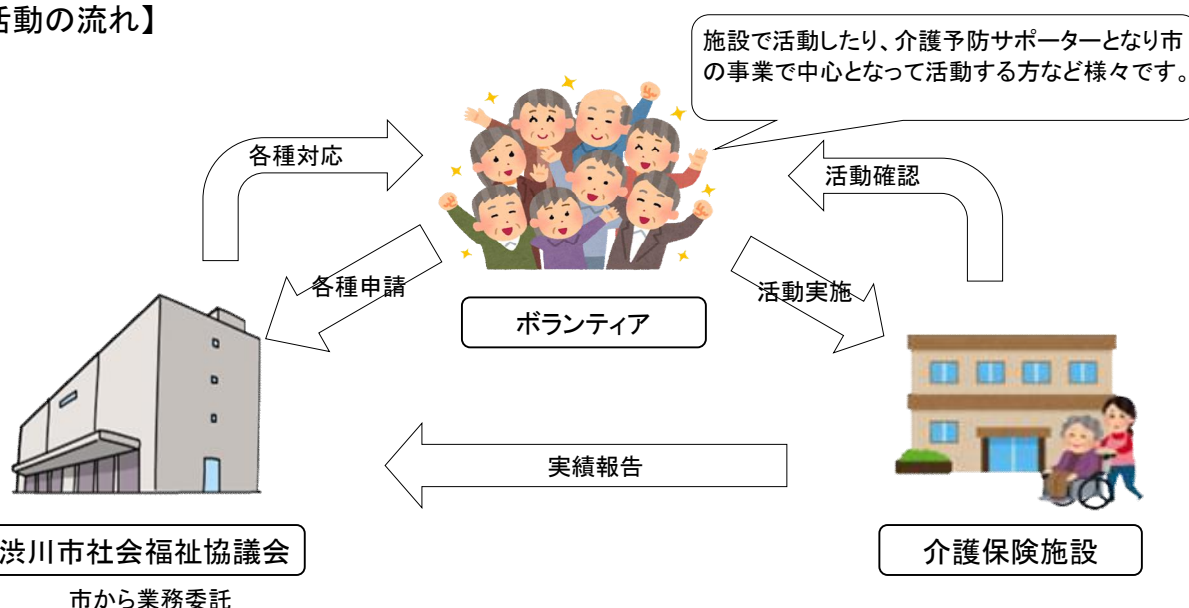 活動の流れ】
施設で活動したり、介護予防サポーターとなり市
の事業で中心となって活動する方など様々です。
各種対応
活動確認
各種申請
活動実施
ボランティア
実績報告
渋川市社会福祉協議会
介護保険施設
市から業務委託